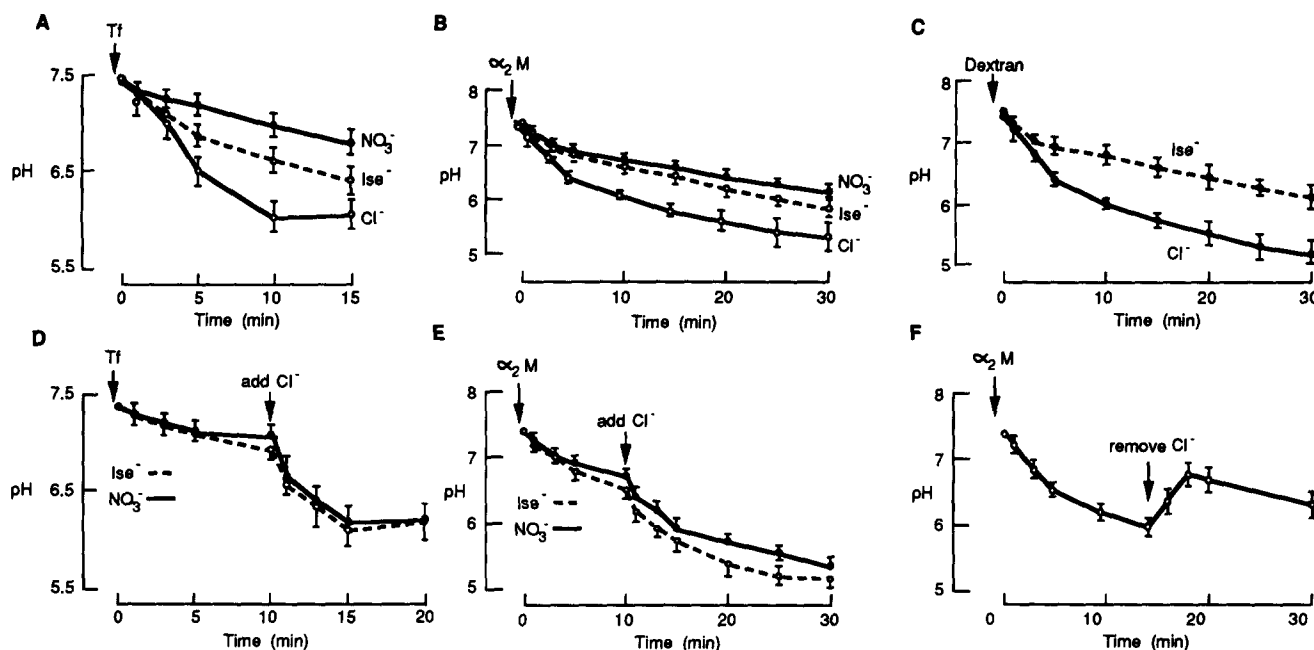 A
Tf
7.5
6.5
5.5
pH
NO₃⁻
Ise⁻
Cl⁻
0 5 10 15
Time (min)
B
∝₂ M
8
7
6
5
pH
NO₃⁻
Ise⁻
Cl⁻
0 10 20 30
Time (min)
C
Dextran
8
7
6
5
pH
Ise⁻
Cl⁻
0 10 20 30
Time (min)
D
Tf
add Cl⁻
7.5
6.5
5.5
pH
Ise⁻
NO₃⁻
0 5 10 15 20
Time (min)
E
∝₂ M
add Cl⁻
8
7
6
5
pH
Ise⁻
NO₃⁻
0 10 20 30
Time (min)
F
∝₂ M
remove Cl⁻
8
7
6
5
pH
0 10 20 30
Time (min)